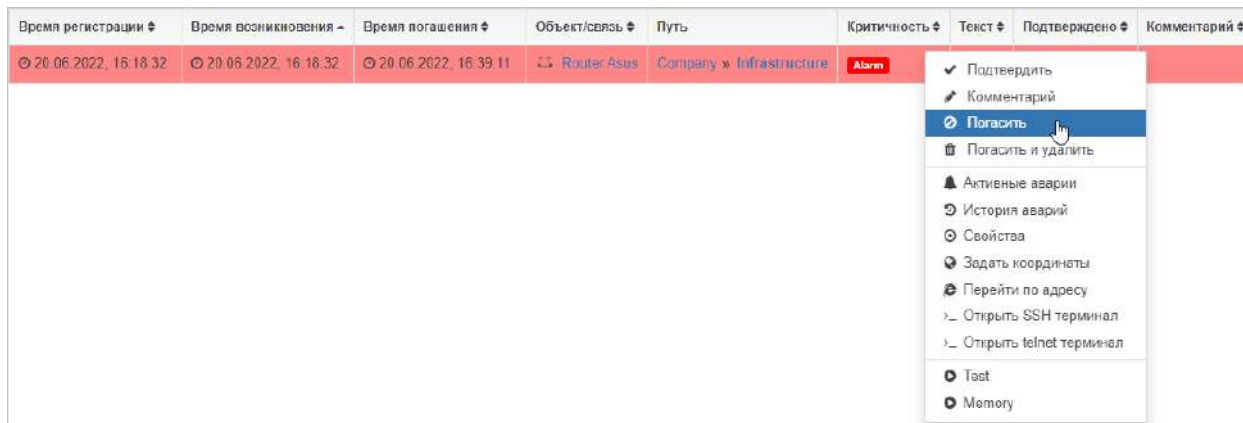 Время регистрации Время возникновения Время погашения Объект/связь Путь Критичность Текст Подтверждено Комментарий
20.06.2022, 16:18:32 20.06.2022, 16:18:32 20.06.2022, 16:39:11 Router Asus Company » Infrastructure Alarm
Подтвердить
Комментарий
Погасить
Погасить и удалить
Активные аварии
История аварий
Свойства
Задать координаты
Перейти по адресу
Открыть SSH терминал
Открыть telnet терминал
Test
Memory